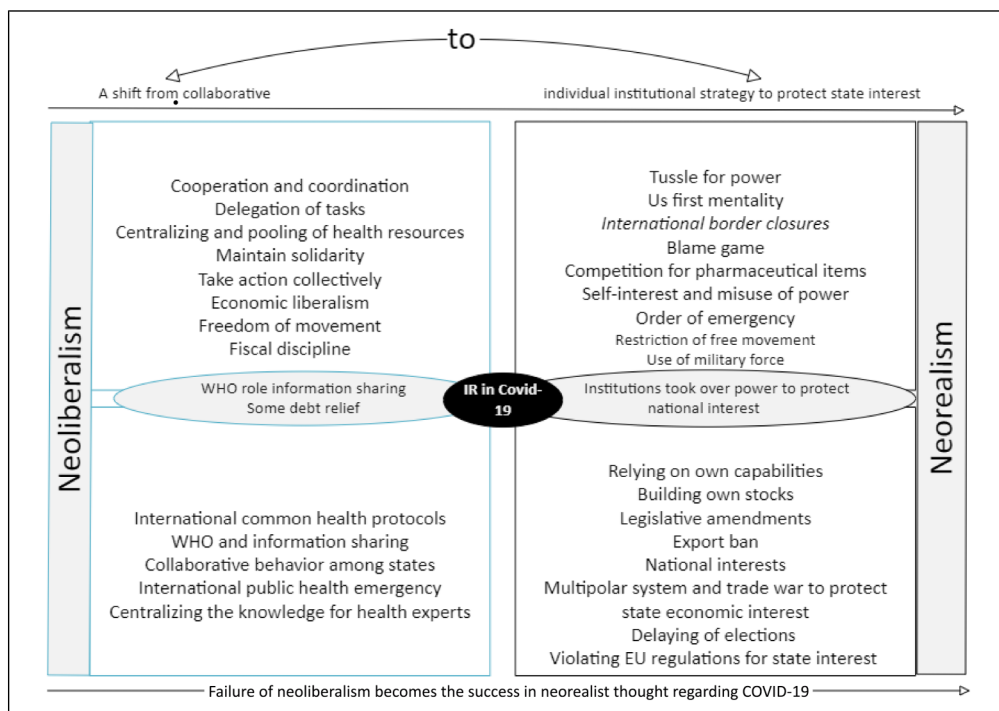 to
A shift from collaborative
individual institutional strategy to protect state interest
Neoliberalism
Cooperation and coordination
Delegation of tasks
Centralizing and pooling of health resources
Maintain solidarity
Take action collectively
Economic liberalism
Freedom of movement
Fiscal discipline
WHO role information sharing
Some debt relief
International common health protocols
WHO and information sharing
Collaborative behavior among states
International public health emergency
Centralizing the knowledge for health experts
IR in Covid-
19
Tussle for power
Us first mentality
International border closures
Blame game
Competition for pharmaceutical items
Self-interest and misuse of power
Order of emergency
Restriction of free movement
Use of military force
Institutions took over power to protect
national interest
Relying on own capabilities
Building own stocks
Legislative amendments
Export ban
National interests
Multipolar system and trade war to protect
state economic interest
Delaying of elections
Violating EU regulations for state interest
Neorealism
Failure of neoliberalism becomes the success in neorealist thought regarding COVID-19